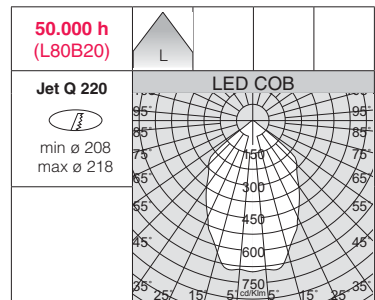 50.000 h
(L80B20)
L
Jet Q 220
min ø 208
max ø 218
LED COB
95° 95°
85° 85°
75° 75°
65° 65°
55° 55°
45° 45°
35° 25° 15° 5° 5° 15° 25° 35°
150
300
450
600
750
cd/Klm